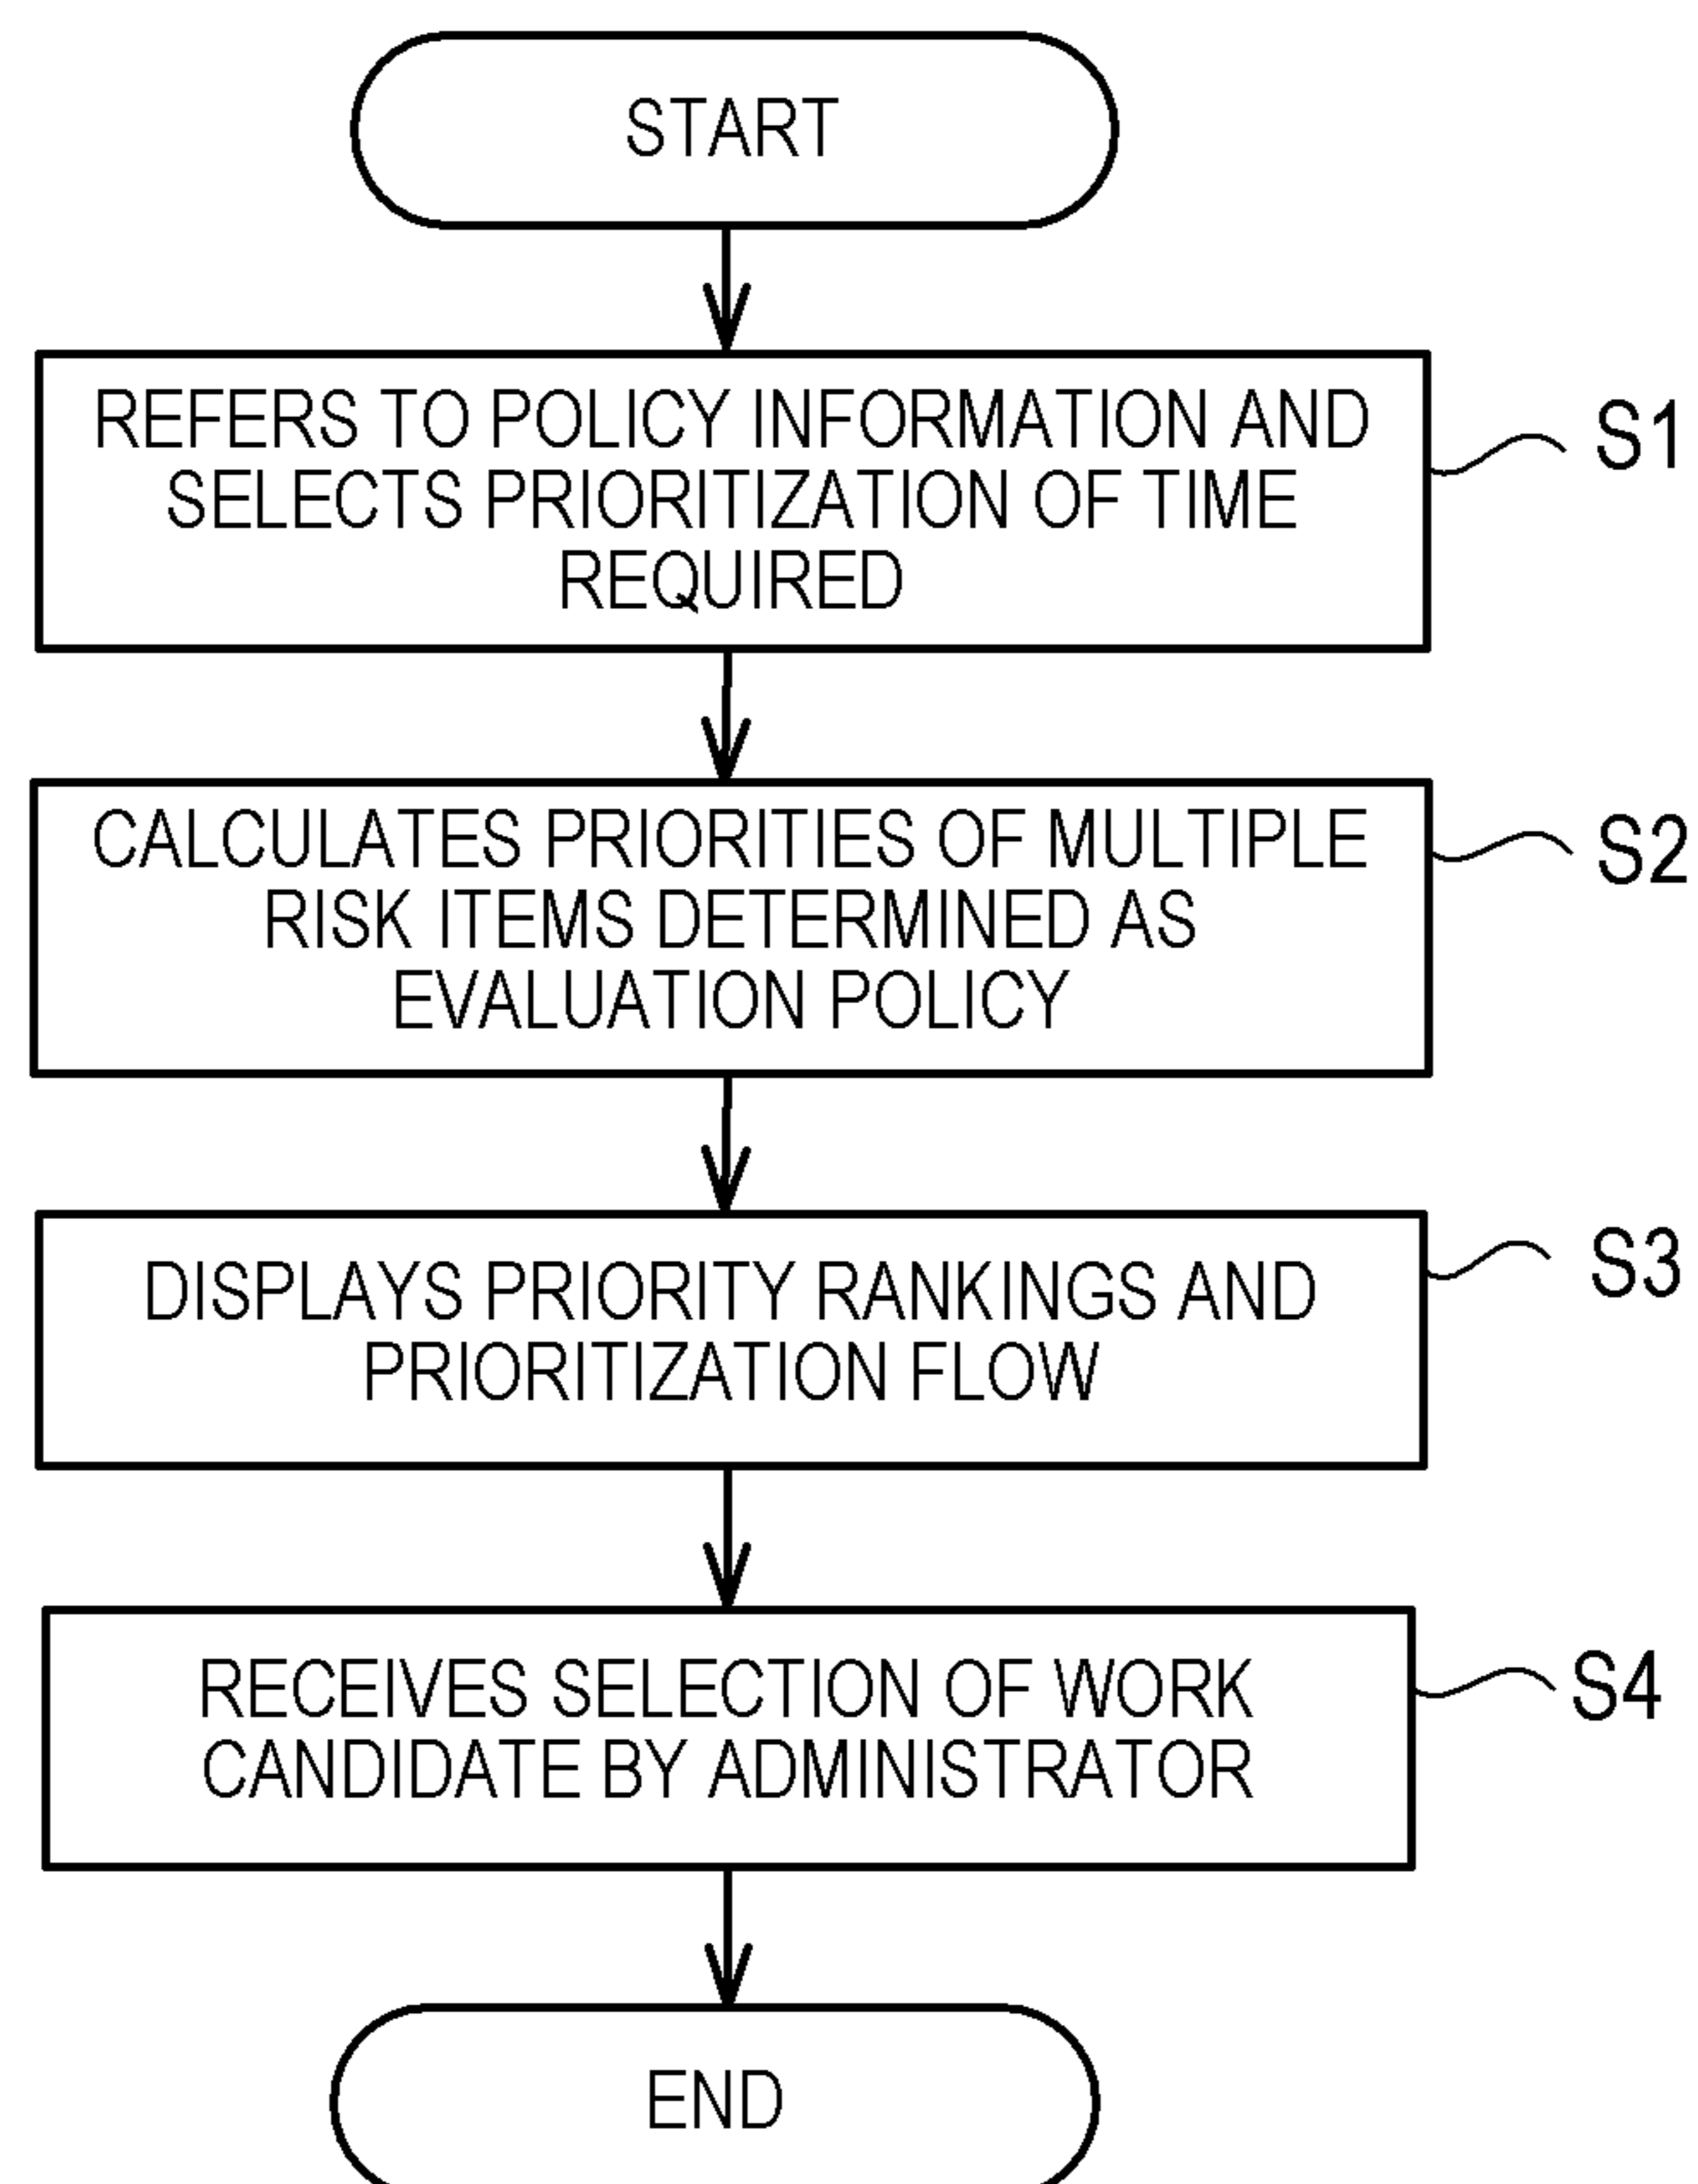 START
REFERS TO POLICY INFORMATION AND
SELECTS PRIORITIZATION OF TIME
REQUIRED
S1
CALCULATES PRIORITIES OF MULTIPLE
RISK ITEMS DETERMINED AS
EVALUATION POLICY
S2
DISPLAYS PRIORITY RANKINGS AND
PRIORITIZATION FLOW
S3
RECEIVES SELECTION OF WORK
CANDIDATE BY ADMINISTRATOR
S4
END